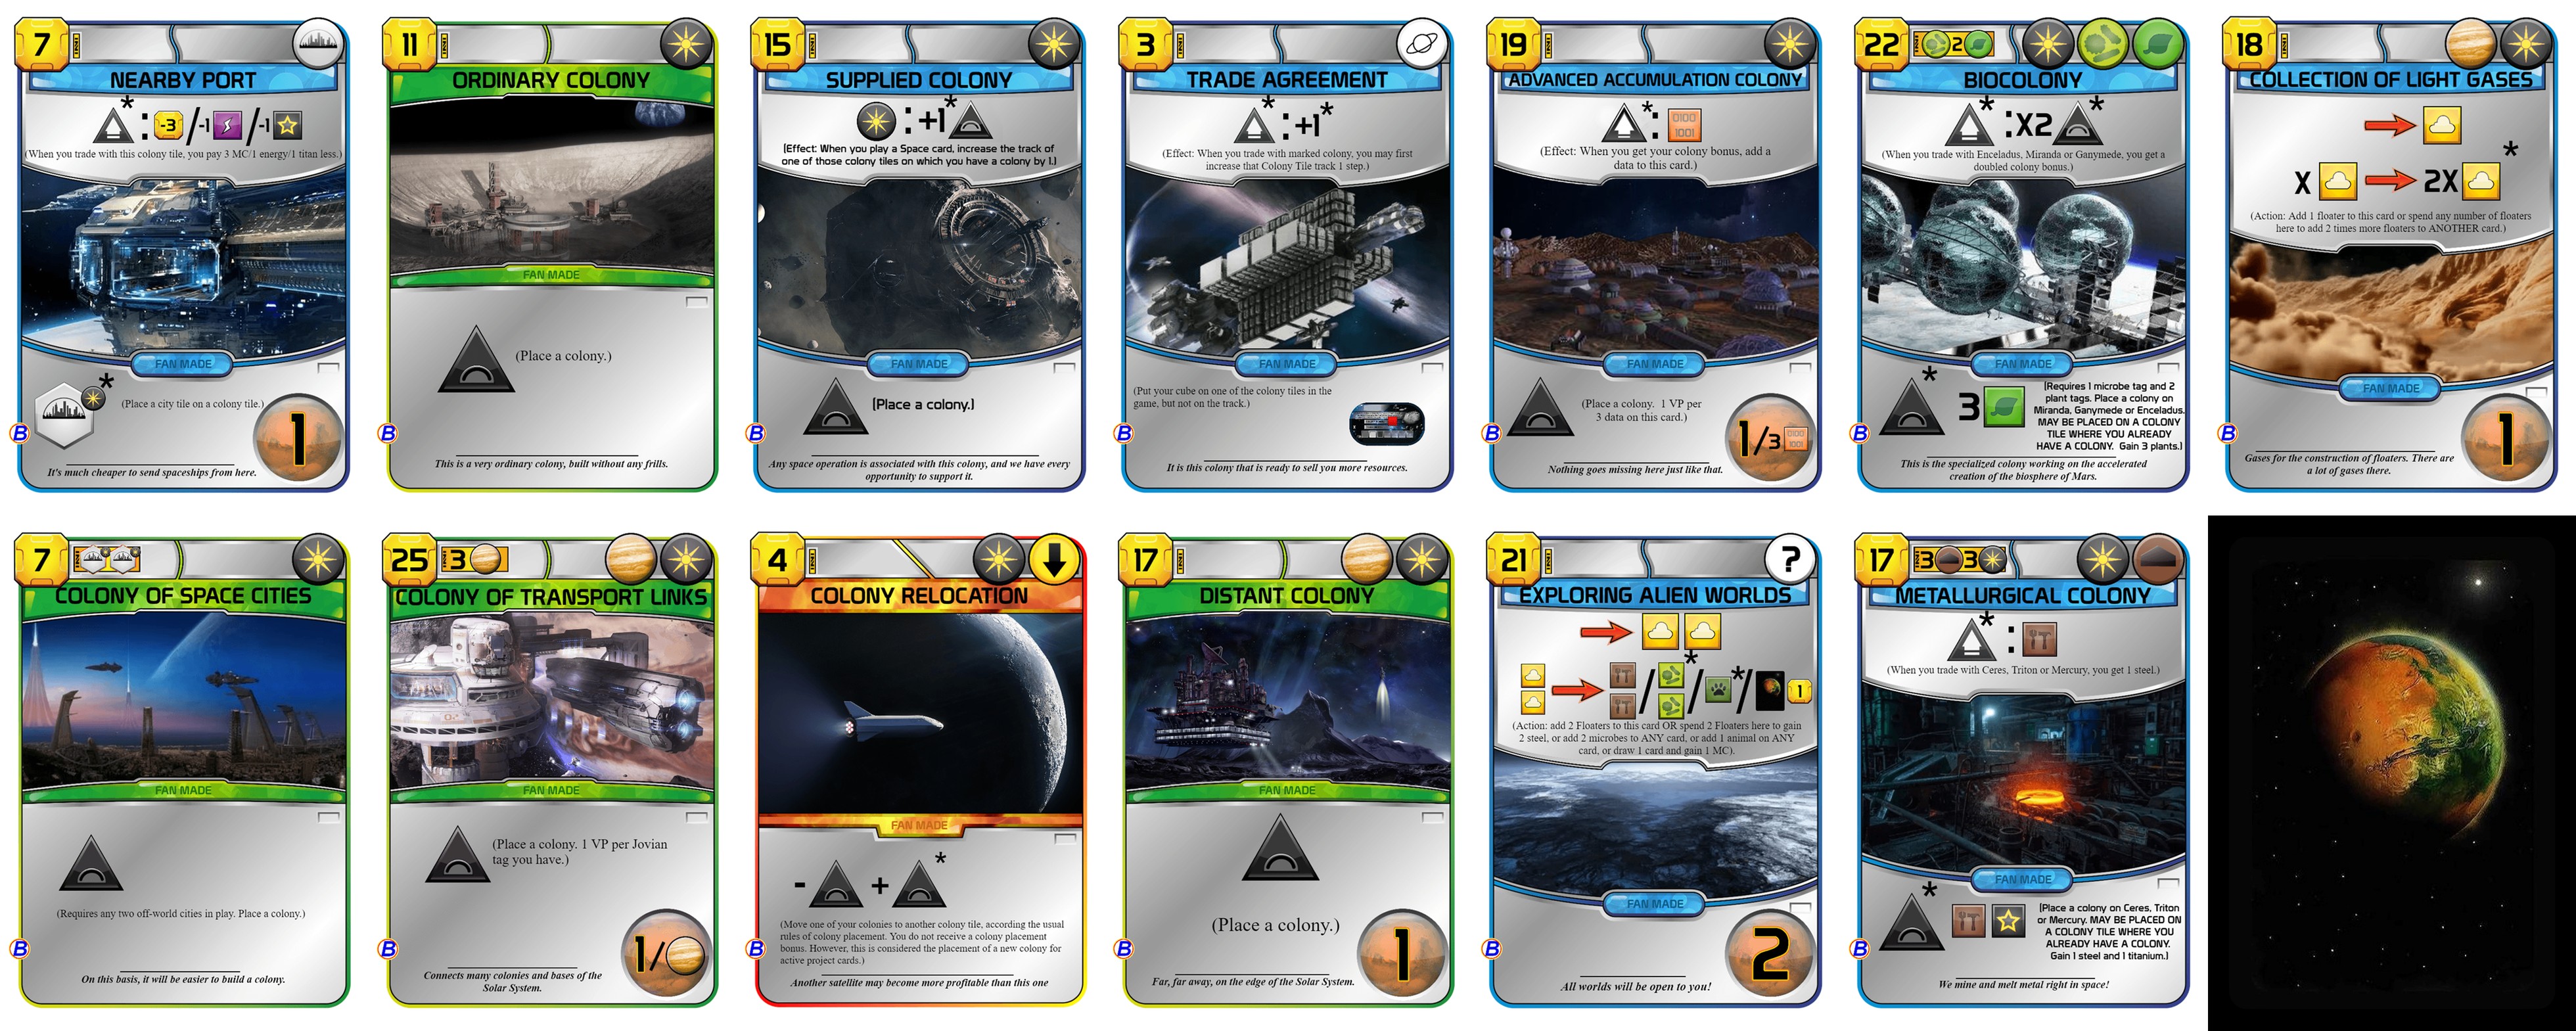 7
NEARBY PORT
* : -3 / -1 / -1
(When you trade with this colony tile, you pay 3 MC/1 energy/1 titan less.)
FAN MADE
*
(Place a city tile on a colony tile.)
1
B
It's much cheaper to send spaceships from here.
11
ORDINARY COLONY
FAN MADE
(Place a colony.)
B
This is a very ordinary colony, built without any frills.
15
SUPPLIED COLONY
: +1 *
(Effect: When you play a Space card, increase the track of
one of those colony tiles on which you have a colony by 1.)
FAN MADE
(Place a colony.)
B
Any space operation is associated with this colony, and we have every
opportunity to support it.
3
TRADE AGREEMENT
* : +1 *
(Effect: When you trade with marked colony, you may first
increase that Colony Tile track 1 step.)
FAN MADE
(Put your cube on one of the colony tiles in the
game, but not on the track.)
B
It is this colony that is ready to sell you more resources.
19
ADVANCED ACCUMULATION COLONY
* : 0100
1001
(Effect: When you get your colony bonus, add a
data to this card.)
FAN MADE
(Place a colony. 1 VP per
3 data on this card.)
1/3 0100
1001
B
Nothing goes missing here just like that.
22
2
BIOCOLONY
* : X2 *
(When you trade with Enceladus, Miranda or Ganymede, you get a
doubled colony bonus.)
FAN MADE
*
3
(Requires 1 microbe tag and 2
plant tags. Place a colony on
Miranda, Ganymede or Enceladus.
MAY BE PLACED ON A COLONY
TILE WHERE YOU ALREADY
HAVE A COLONY. Gain 3 plants.)
B
This is the specialized colony working on the accelerated
creation of the biosphere of Mars.
18
COLLECTION OF LIGHT GASES
X 2X *
(Action: Add 1 floater to this card or spend any number of floaters
here to add 2 times more floaters to ANOTHER card.)
FAN MADE
1
B
Gases for the construction of floaters. There are
a lot of gases there.
7
COLONY OF SPACE CITIES
FAN MADE
(Requires any two off-world cities in play. Place a colony.)
B
On this basis, it will be easier to build a colony.
25
3
COLONY OF TRANSPORT LINKS
FAN MADE
(Place a colony. 1 VP per Jovian
tag you have.)
1/
B
Connects many colonies and bases of the
Solar System.
4
COLONY RELOCATION
FAN MADE
- + *
(Move one of your colonies to another colony tile, according the usual
rules of colony placement. You do not receive a colony placement
bonus. However, this is considered the placement of a new colony for
active project cards.)
B
Another satellite may become more profitable than this one
17
DISTANT COLONY
FAN MADE
(Place a colony.)
1
B
Far, far away, on the edge of the Solar System.
21
?
EXPLORING ALIEN WORLDS
/ * / * / 1
(Action: add 2 Floaters to this card OR spend 2 Floaters here to gain
2 steel, or add 2 microbes to ANY card, or add 1 animal on ANY
card, or draw 1 card and gain 1 MC).
FAN MADE
2
B
All worlds will be open to you!
17
3 3
METALLURGICAL COLONY
* :
(When you trade with Ceres, Triton or Mercury, you get 1 steel.)
FAN MADE
*
(Place a colony on Ceres, Triton
or Mercury. MAY BE PLACED ON
A COLONY TILE WHERE YOU
ALREADY HAVE A COLONY.
Gain 1 steel and 1 titanium.)
B
We mine and melt metal right in space!